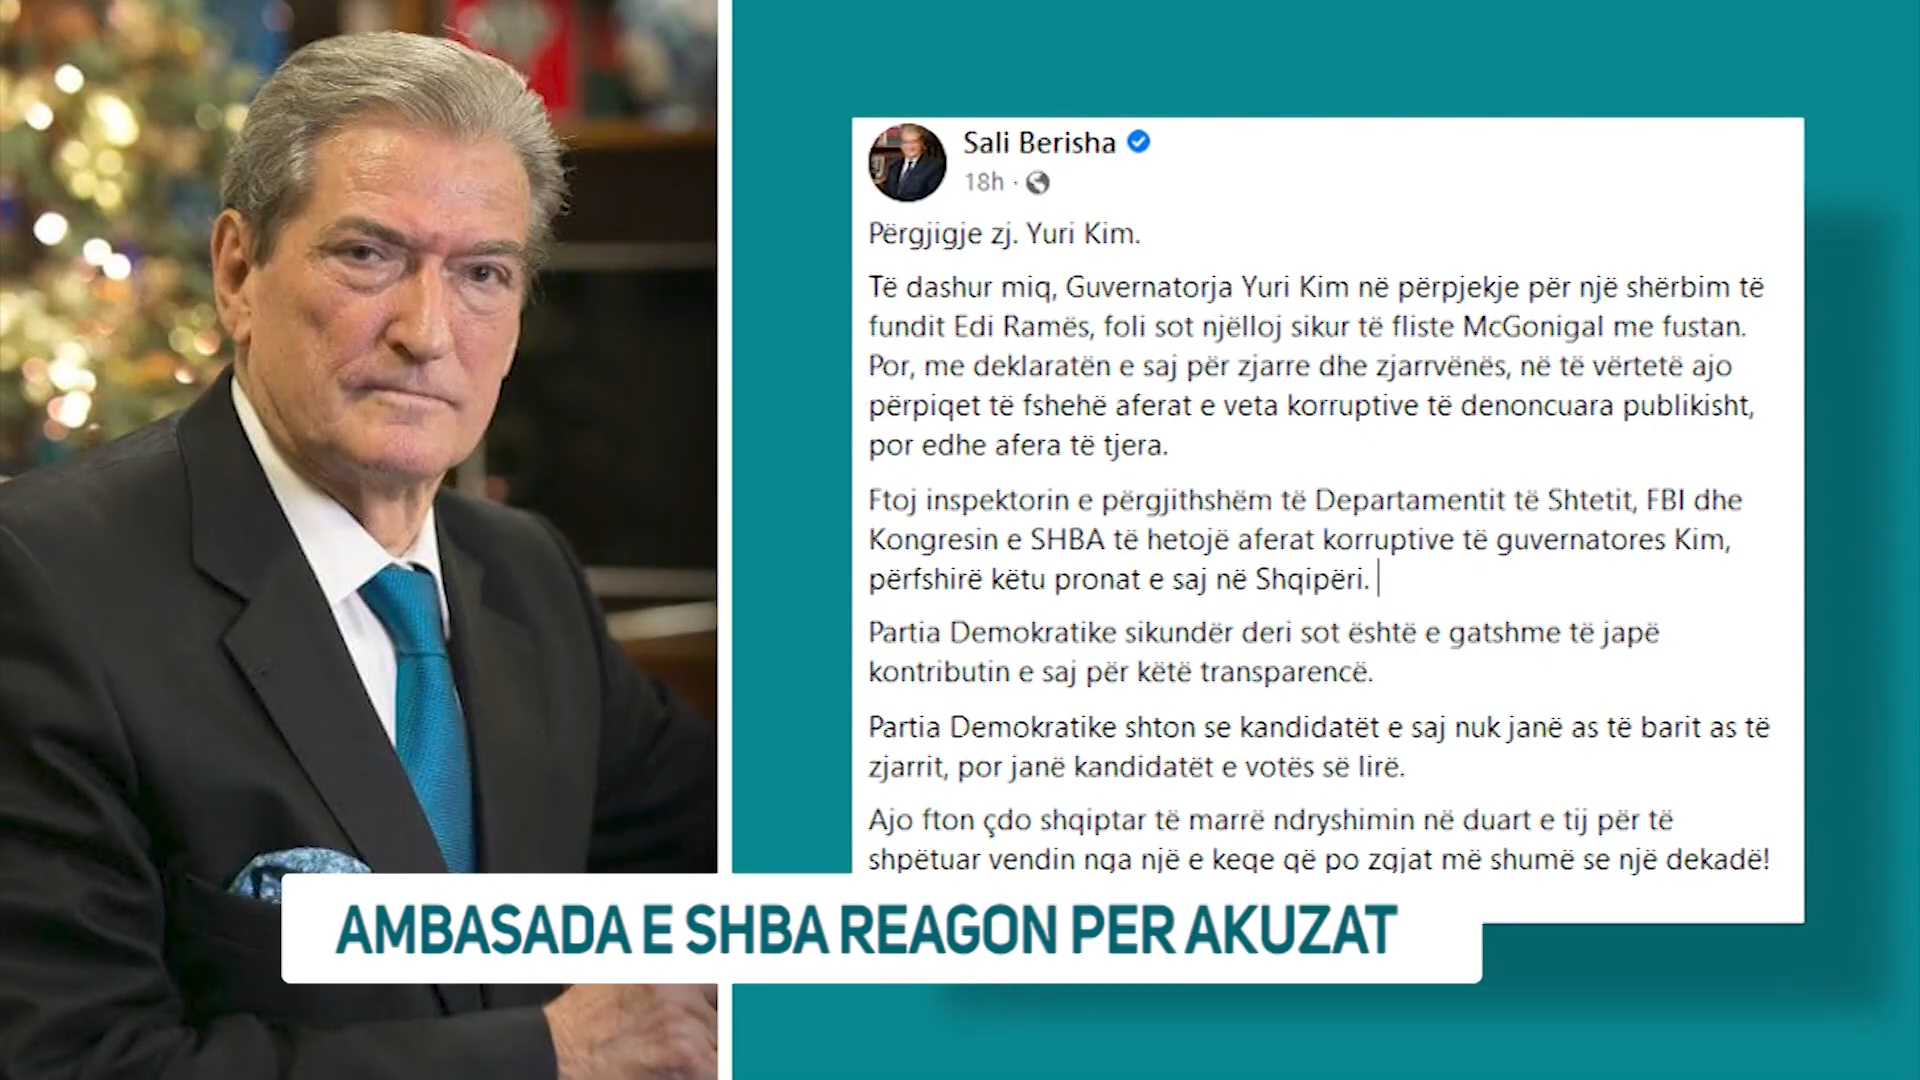 Sali Berisha
18h ·
Përgjigje zj. Yuri Kim.
Të dashur miq, Guvernatorja Yuri Kim në përpjekje për një shërbim të
fundit Edi Ramës, foli sot njëlloj sikur të fliste McGonigal me fustan.
Por, me deklaratën e saj për zjarre dhe zjarrvënës, në të vërtetë ajo
përpiqet të fshehë aferat e veta korruptive të denoncuara publikisht,
por edhe afera të tjera.
Ftoj inspektorin e përgjithshëm të Departamentit të Shtetit, FBI dhe
Kongresin e SHBA të hetojë aferat korruptive të guvernatores Kim,
përfshirë këtu pronat e saj në Shqipëri.
Partia Demokratike sikundër deri sot është e gatshme të japë
kontributin e saj për këtë transparencë.
Partia Demokratike shton se kandidatët e saj nuk janë as të barit as të
zjarrit, por janë kandidatët e votës së lirë.
Ajo fton çdo shqiptar të marrë ndryshimin në duart e tij për të
shpëtuar vendin nga një e keqe që po zgjat më shumë se një dekadë!
AMBASADA E SHBA REAGON PER AKUZAT